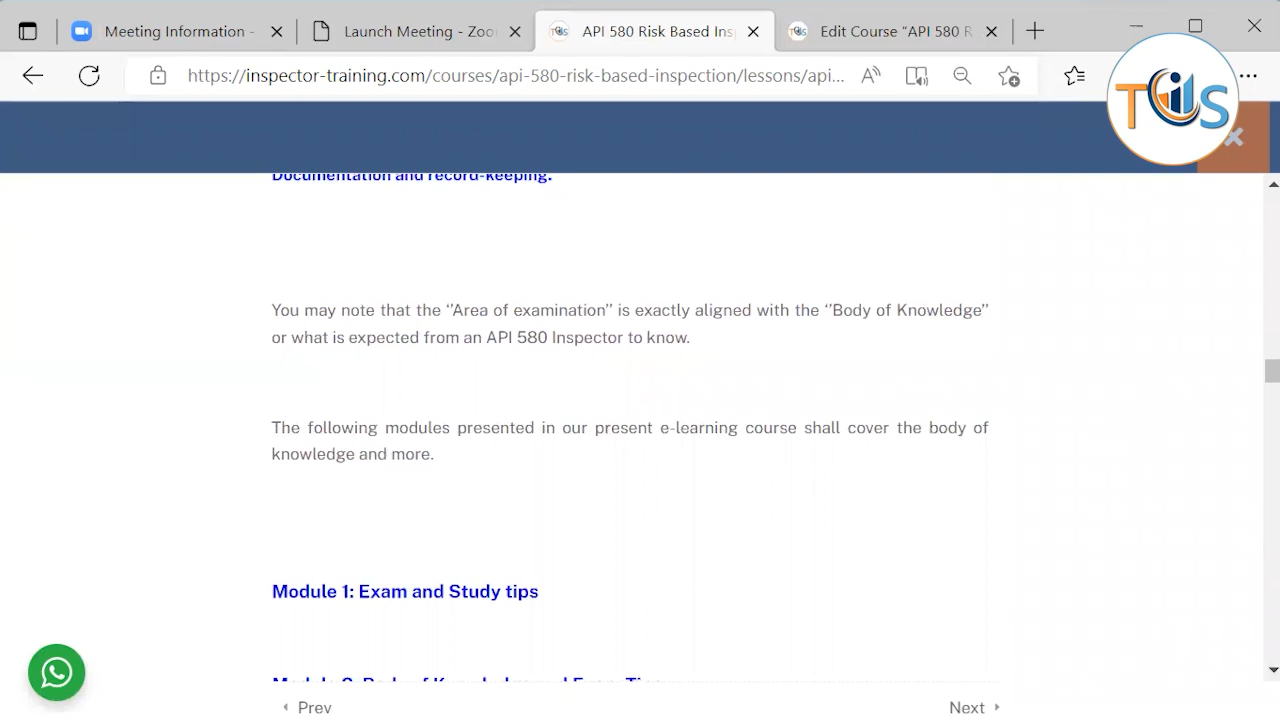 Meeting Information -
Launch Meeting - Zoo
API 580 Risk Based Ins
Edit Course "API 580 R
https://inspector-training.com/courses/api-580-risk-based-inspection/lessons/api...
TIS
Documentation and record-keeping.
You may note that the ‘’Area of examination’’ is exactly aligned with the ‘’Body of Knowledge’’
or what is expected from an API 580 Inspector to know.
The following modules presented in our present e-learning course shall cover the body of
knowledge and more.
Module 1: Exam and Study tips
Prev
Next